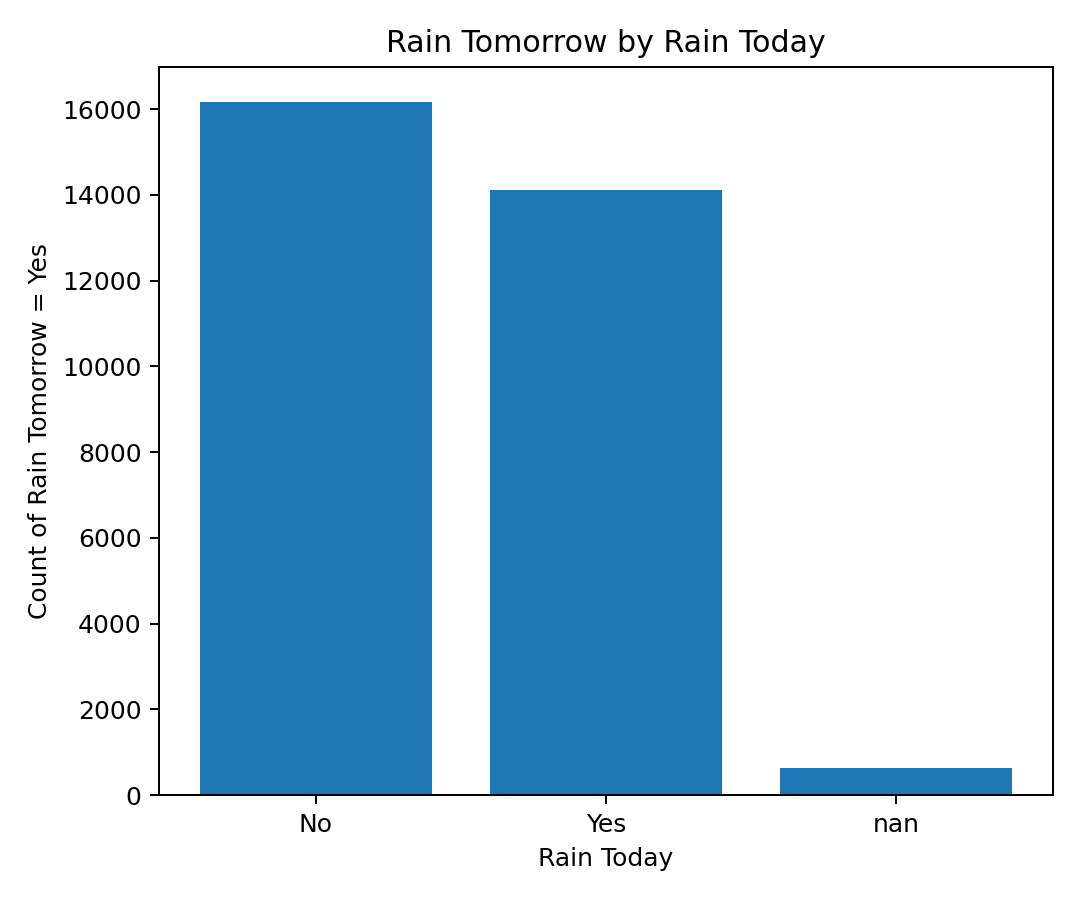 Rain Tomorrow by Rain Today
Count of Rain Tomorrow = Yes
16000
14000
12000
10000
8000
6000
4000
2000
0
No Yes nan
Rain Today